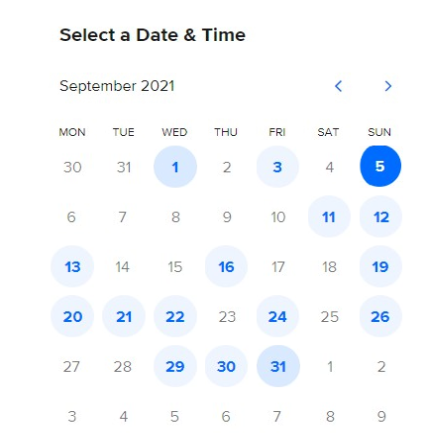 Select a Date & Time
September 2021
MON TUE WED THU FRI SAT SUN
30 31 1 2 3 4 5
6 7 8 9 10 11 12
13 14 15 16 17 18 19
20 21 22 23 24 25 26
27 28 29 30 31 1 2
3 4 5 6 7 8 9